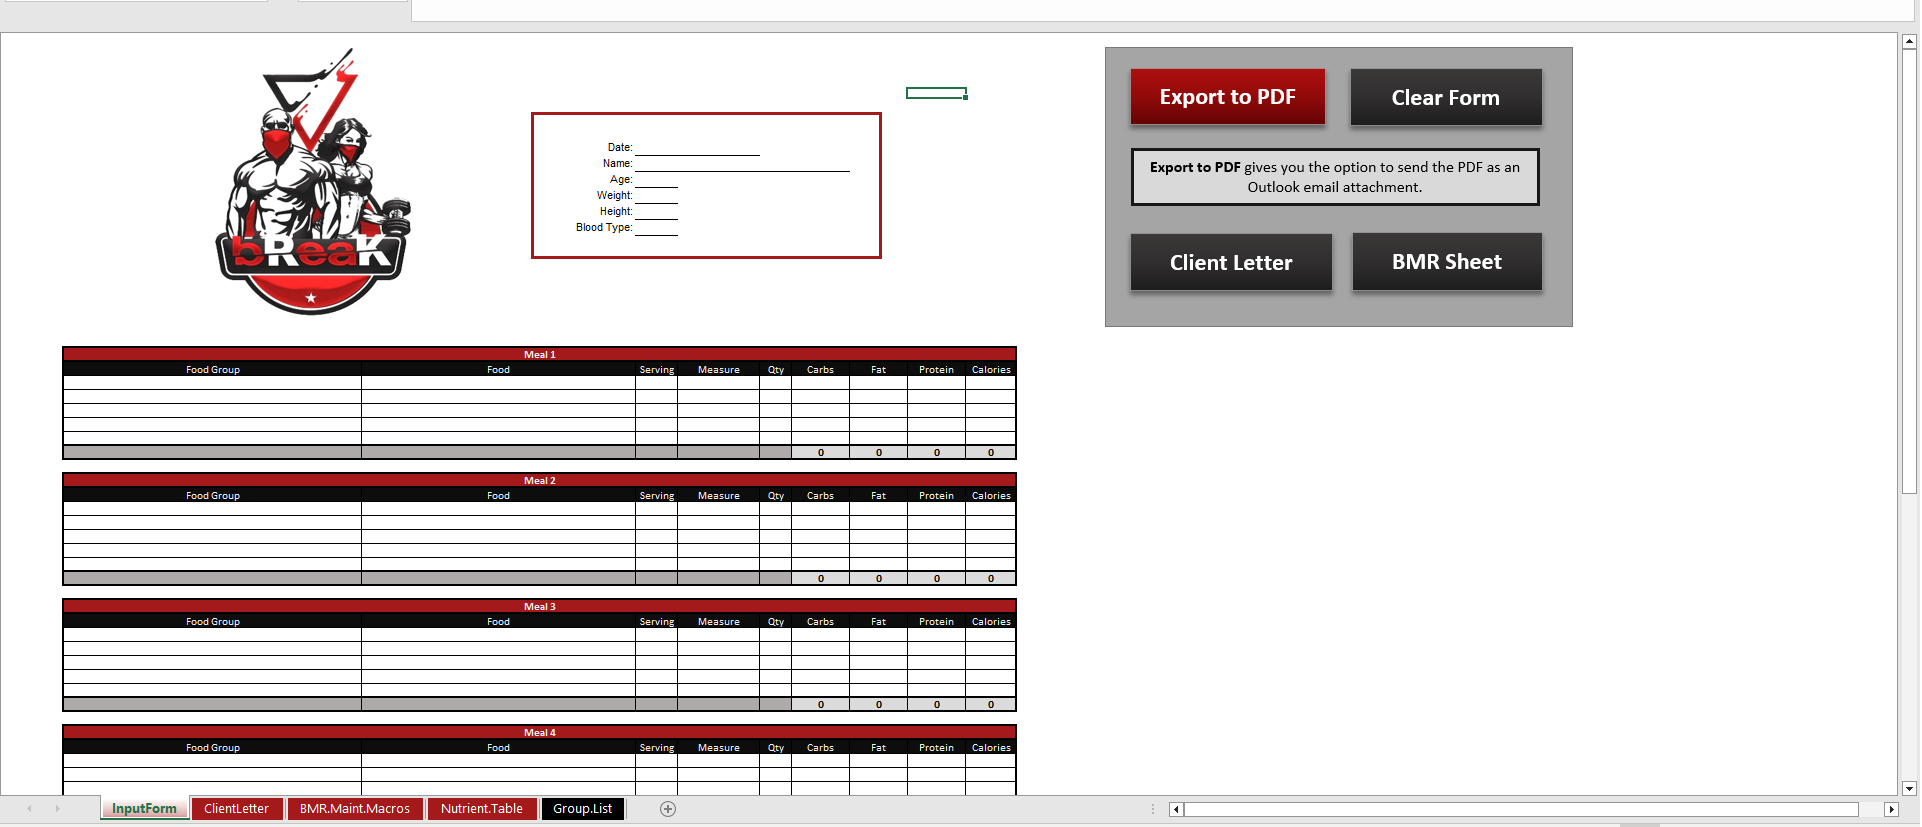 bReaK
Date:
Name:
Age:
Weight:
Height:
Blood Type:
Export to PDF
Clear Form
Export to PDF gives you the option to send the PDF as an
Outlook email attachment.
Client Letter
BMR Sheet
Meal 1
Food Group Food Serving Measure Qty Carbs Fat Protein Calories
0 0 0 0
Meal 2
Food Group Food Serving Measure Qty Carbs Fat Protein Calories
0 0 0 0
Meal 3
Food Group Food Serving Measure Qty Carbs Fat Protein Calories
0 0 0 0
Meal 4
Food Group Food Serving Measure Qty Carbs Fat Protein Calories
InputForm ClientLetter BMR.Maint.Macros Nutrient.Table Group.List